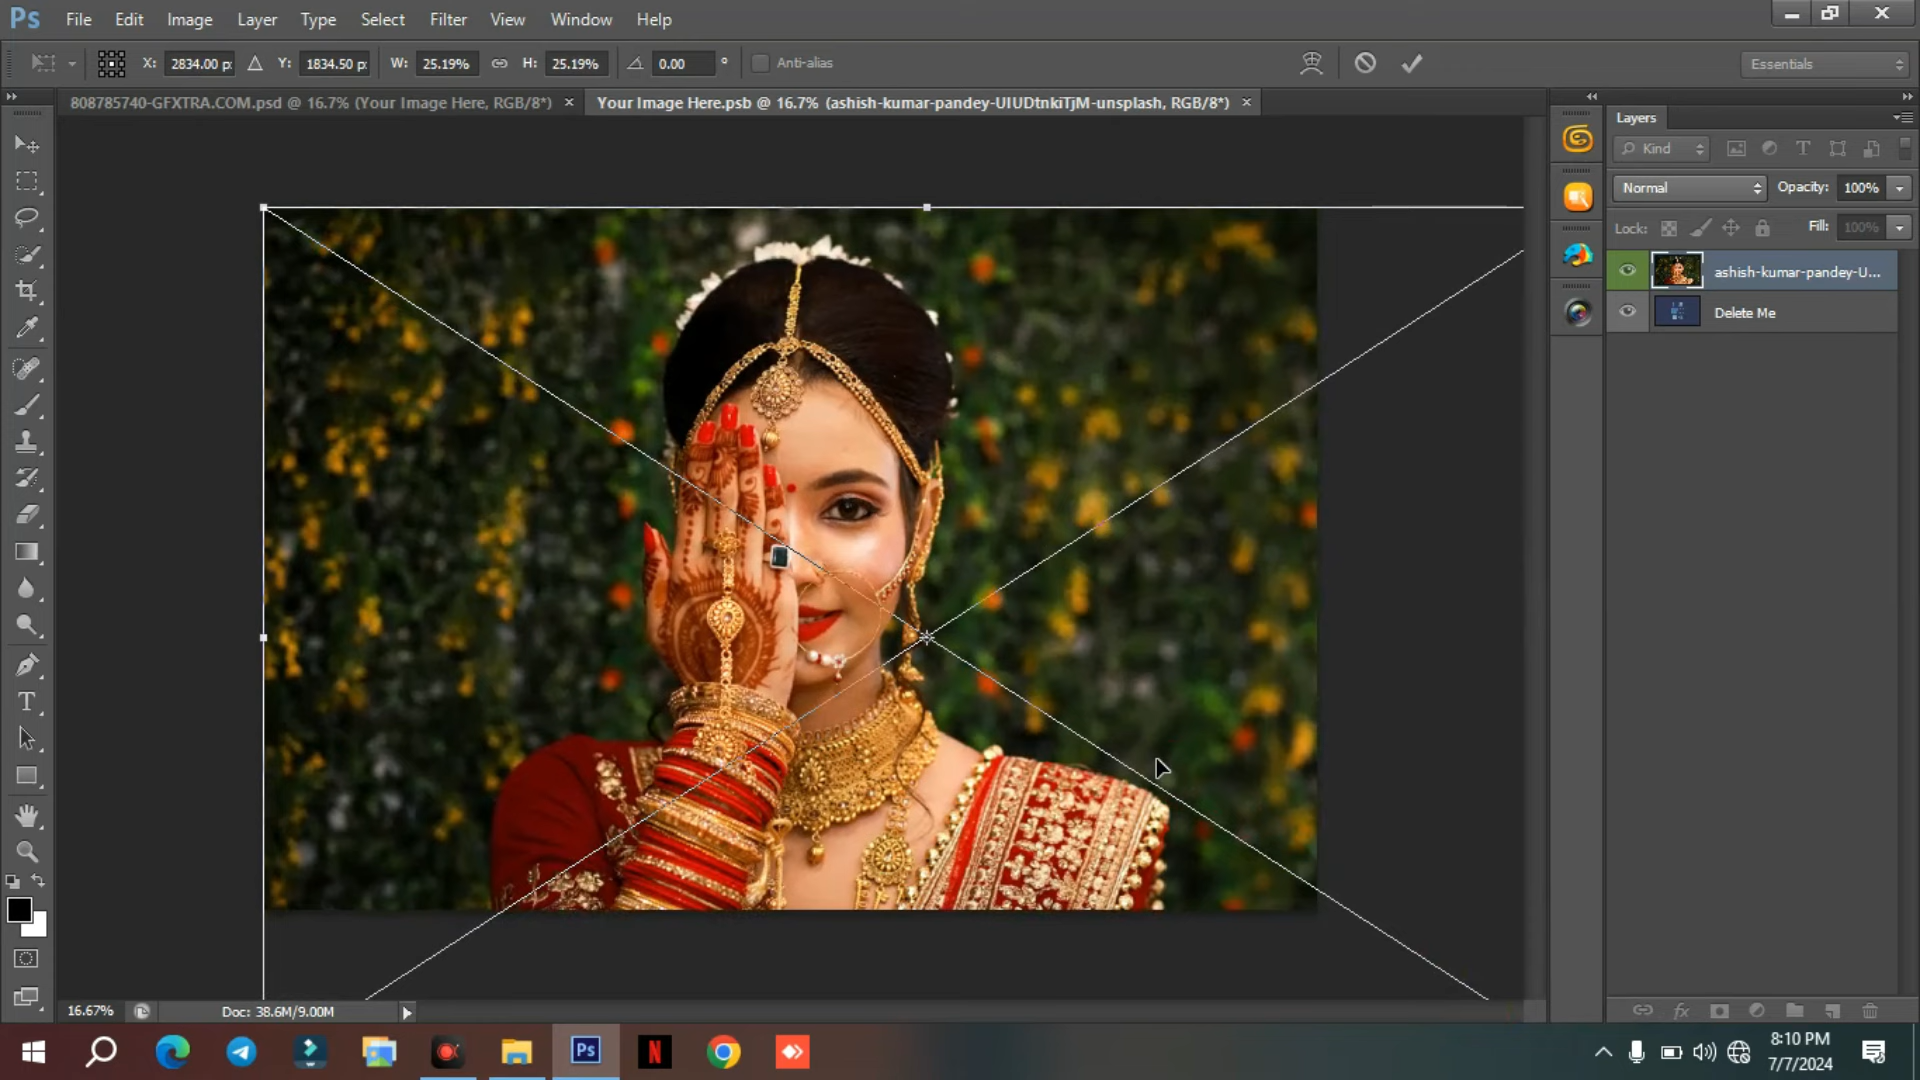 Ps File Edit Image Layer Type Select Filter View Window Help
X: 2834.00 p Y: 1834.50 p W: 25.19% H: 25.19% 0.00 ° Anti-alias Essentials
808785740-GFXTRA.COM.psd @ 16.7% (Your Image Here, RGB/8*) × Your Image Here.psb @ 16.7% (ashish-kumar-pandey-UIUDtnkiTjM-unsplash, RGB/8*) ×
Layers
Kind
Normal Opacity: 100%
Lock: Fill: 100%
ashish-kumar-pandey-U...
Delete Me
16.67% Doc: 38.6M/9.00M
Ps N 8:10 PM
7/7/2024